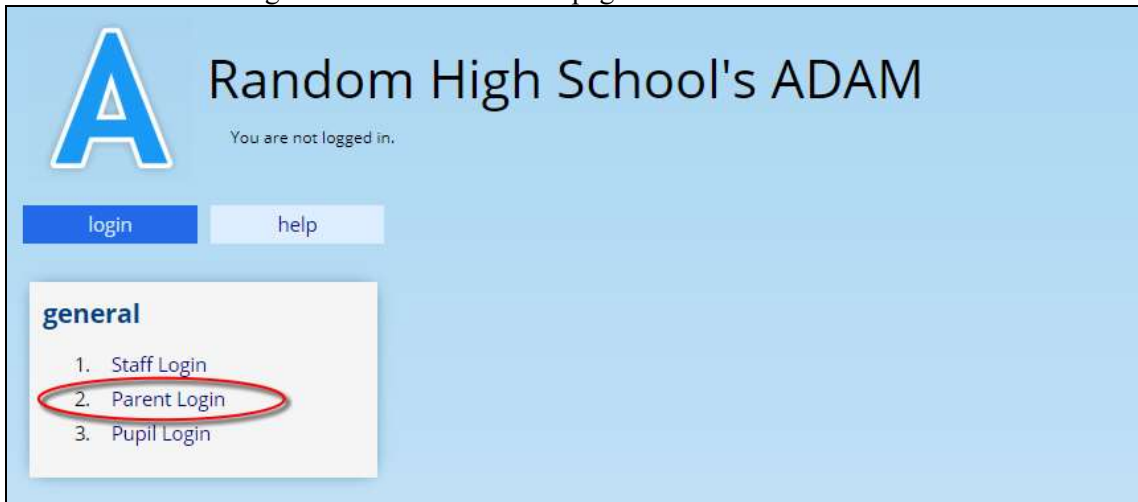 A
Random High School's ADAM
You are not logged in.
login help
general
1. Staff Login
2. Parent Login
3. Pupil Login